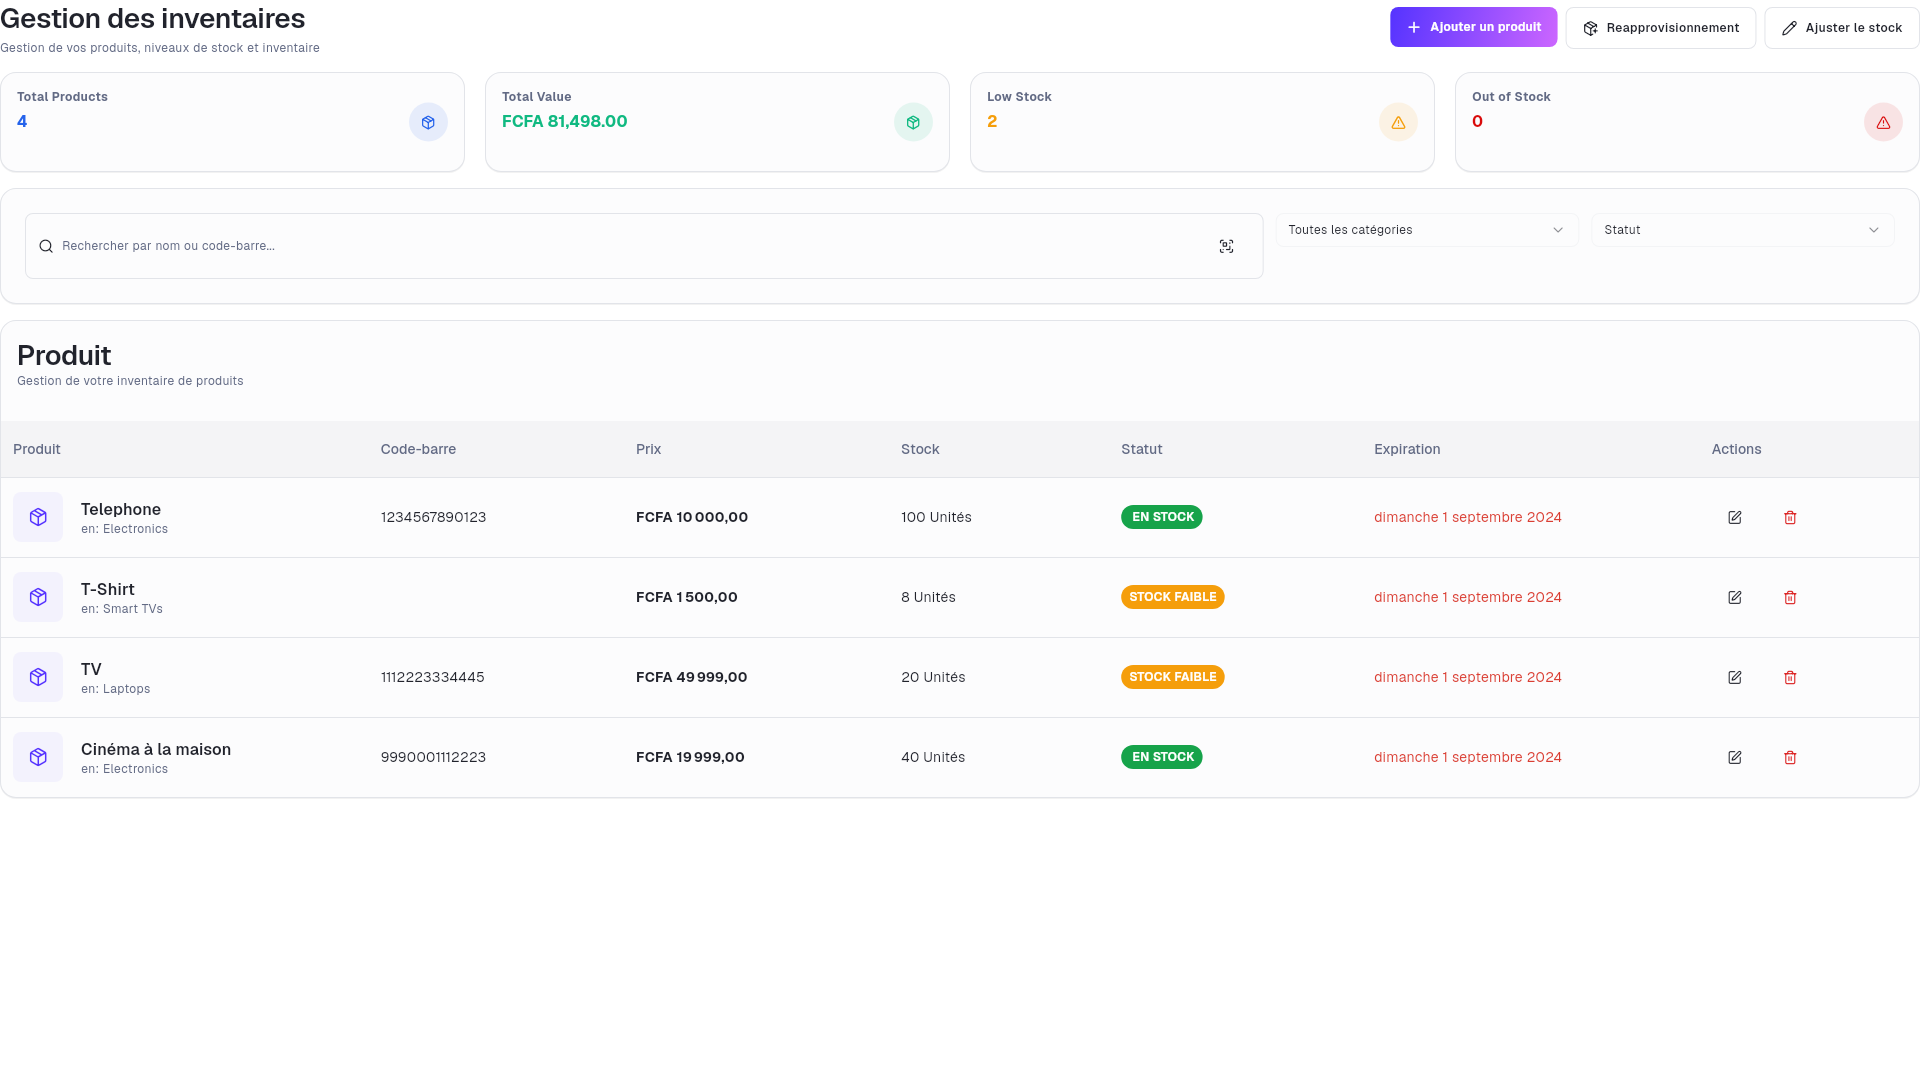 Gestion des inventaires
Gestion de vos produits, niveaux de stock et inventaire
Ajouter un produit
Reapprovisionnement
Ajuster le stock
Total Products
4
Total Value
FCFA 81,498.00
Low Stock
2
Out of Stock
0
Rechercher par nom ou code-barre...
Toutes les catégories
Statut
Produit
Gestion de votre inventaire de produits
Produit Code-barre Prix Stock Statut Expiration Actions
Telephone
en: Electronics
1234567890123 FCFA 10 000,00 100 Unités EN STOCK dimanche 1 septembre 2024
T-Shirt
en: Smart TVs
FCFA 1 500,00 8 Unités STOCK FAIBLE dimanche 1 septembre 2024
TV
en: Laptops
1112223334445 FCFA 49 999,00 20 Unités STOCK FAIBLE dimanche 1 septembre 2024
Cinéma à la maison
en: Electronics
9990001112223 FCFA 19 999,00 40 Unités EN STOCK dimanche 1 septembre 2024